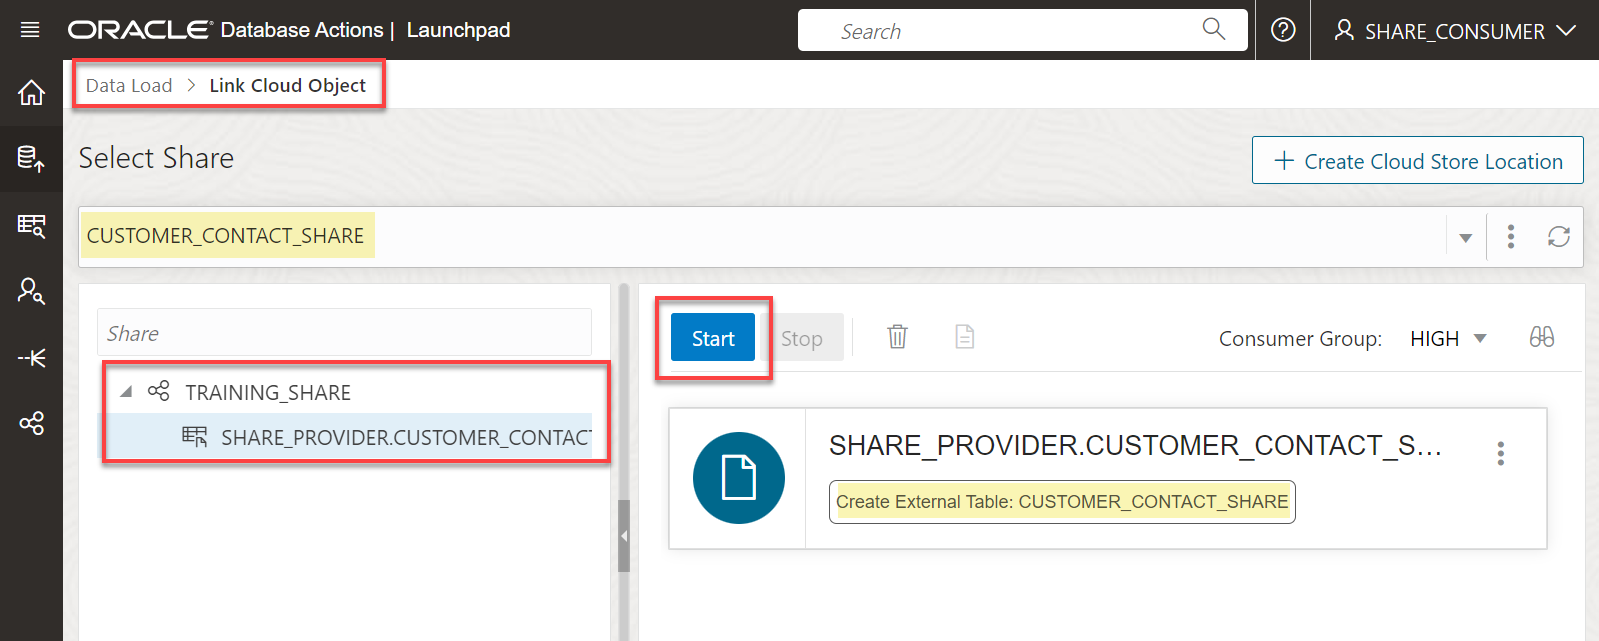 ORACLE Database Actions | Launchpad
Search
SHARE_CONSUMER
Data Load > Link Cloud Object
Select Share
+ Create Cloud Store Location
CUSTOMER_CONTACT_SHARE
Share
TRAINING_SHARE
SHARE_PROVIDER.CUSTOMER_CONTAC
Start
Stop
Consumer Group: HIGH
SHARE_PROVIDER.CUSTOMER_CONTACT_S...
Create External Table: CUSTOMER_CONTACT_SHARE